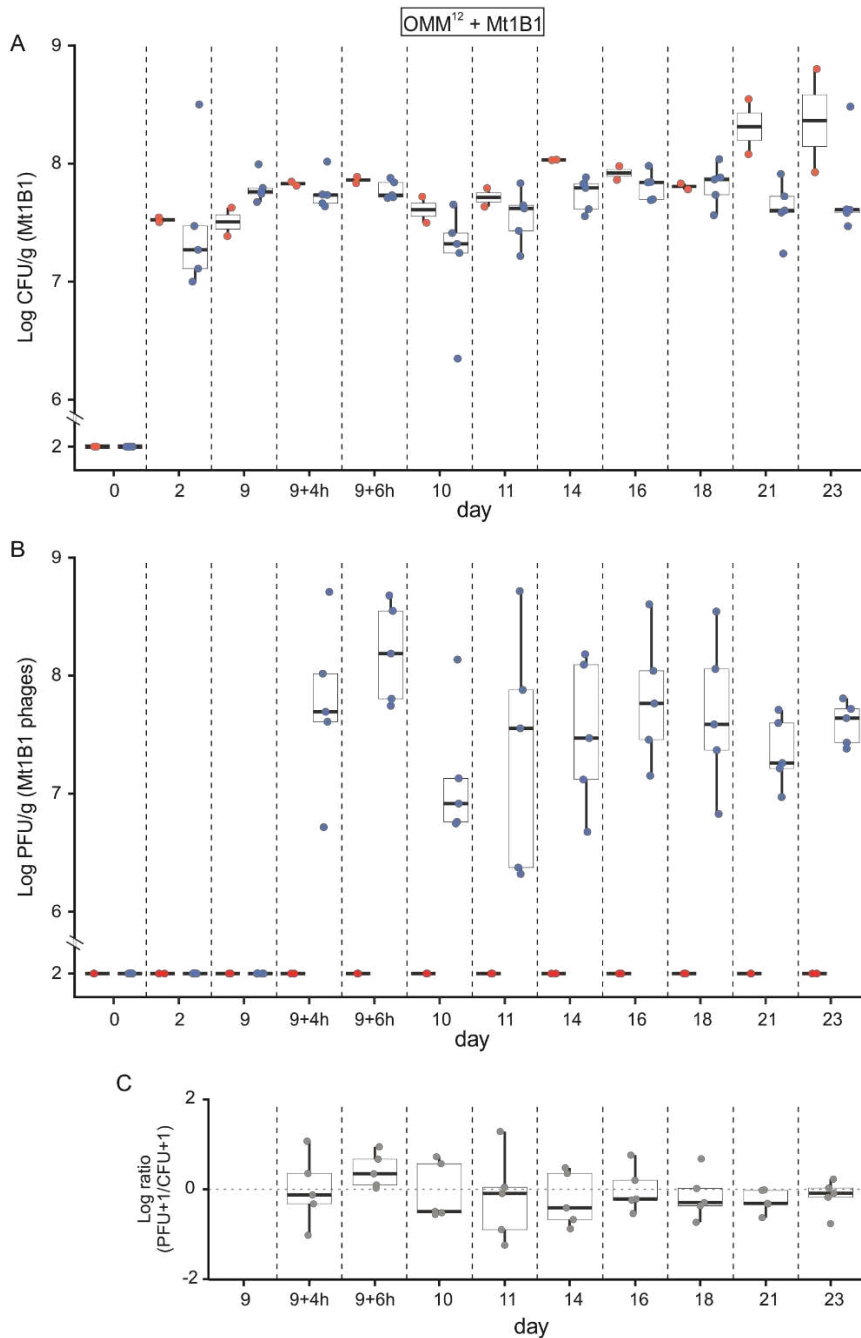 OMM¹² + Mt1B1
A
Log CFU/g (Mt1B1)
9
8
7
6
2
0 2 9 9+4h 9+6h 10 11 14 16 18 21 23
day
B
Log PFU/g (Mt1B1 phages)
9
8
7
6
2
0 2 9 9+4h 9+6h 10 11 14 16 18 21 23
day
C
Log ratio
(PFU+1/CFU+1)
2
0
-2
9 9+4h 9+6h 10 11 14 16 18 21 23
day